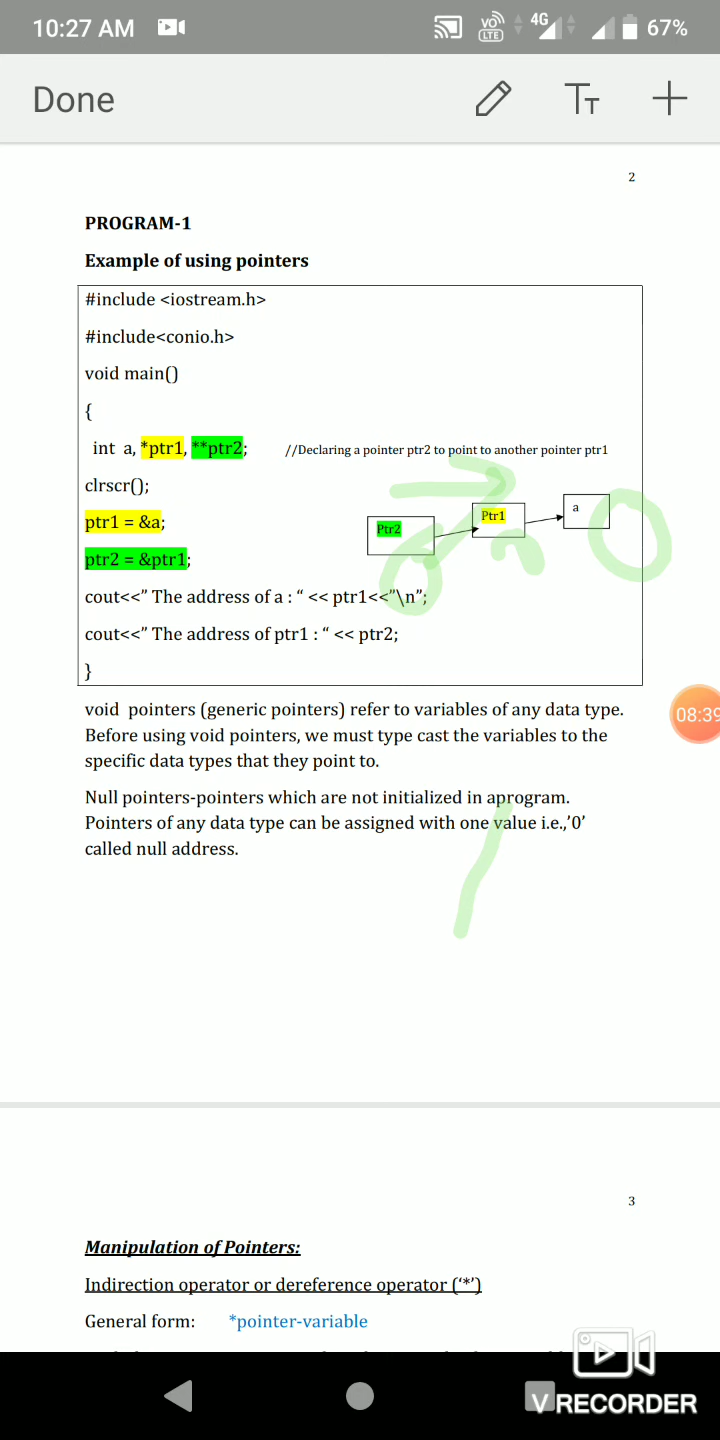 10:27 AM VO LTE 4G 67%
Done TT +
2
PROGRAM-1
Example of using pointers
#include <iostream.h>
#include<conio.h>
void main()
{
int a, *ptr1, **ptr2; //Declaring a pointer ptr2 to point to another pointer ptr1
clrscr();
ptr1 = &a;
Ptr2 Ptr1 a
ptr2 = &ptr1;
cout<<” The address of a : “ << ptr1<<”\n”;
cout<<” The address of ptr1 : “ << ptr2;
}
void pointers (generic pointers) refer to variables of any data type.
08:39
Before using void pointers, we must type cast the variables to the
specific data types that they point to.
Null pointers-pointers which are not initialized in aprogram.
Pointers of any data type can be assigned with one value i.e.,’0’
called null address.
3
Manipulation of Pointers:
Indirection operator or dereference operator (‘*’)
General form: *pointer-variable
V RECORDER